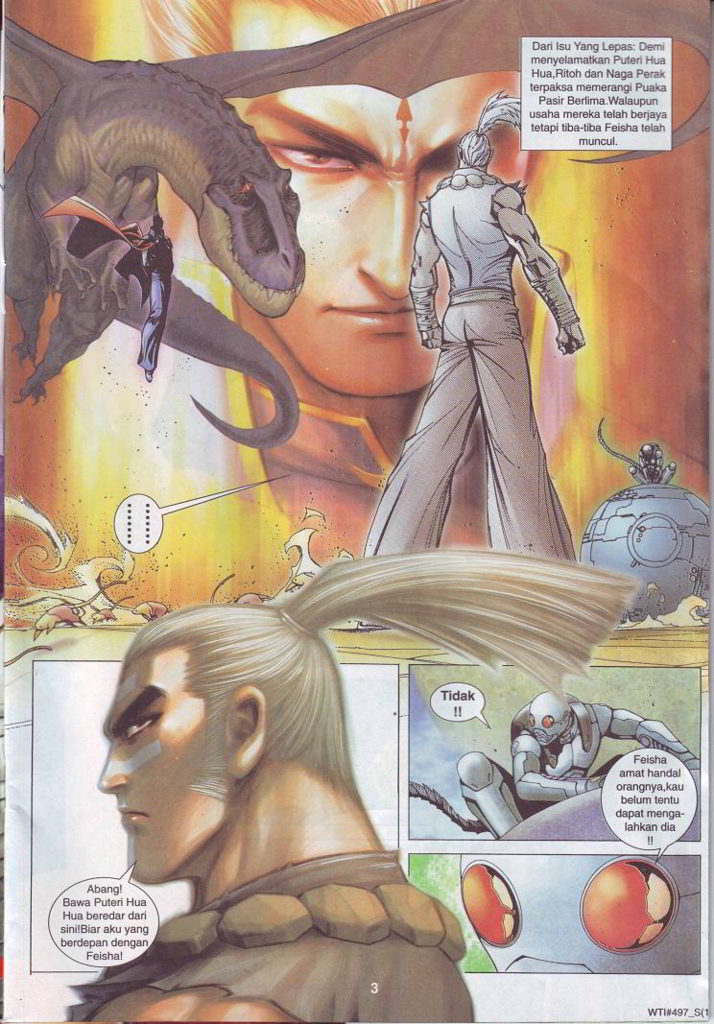 Dari Isu Yang Lepas: Demi
menyelamatkan Puteri Hua
Hua,Ritoh dan Naga Perak
terpaksa memerangi Puaka
Pasir Berlima.Walaupun
usaha mereka telah berjaya
tetapi tiba-tiba Feisha telah
muncul.
Tidak
!!
Feisha
amat handal
orangnya,kau
belum tentu
dapat menga-
lahkan dia
!!
Abang!
Bawa Puteri Hua
Hua beredar dari
sini!Biar aku yang
berdepan dengan
Feisha!
3
WTI#497_S(1